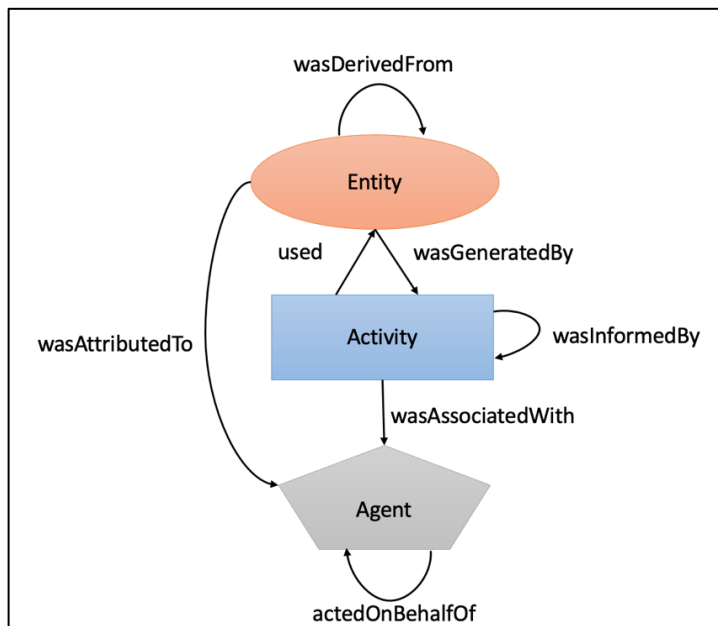 wasDerivedFrom
Entity
used
wasGeneratedBy
wasAttributedTo
Activity
wasInformedBy
wasAssociatedWith
Agent
actedOnBehalfOf